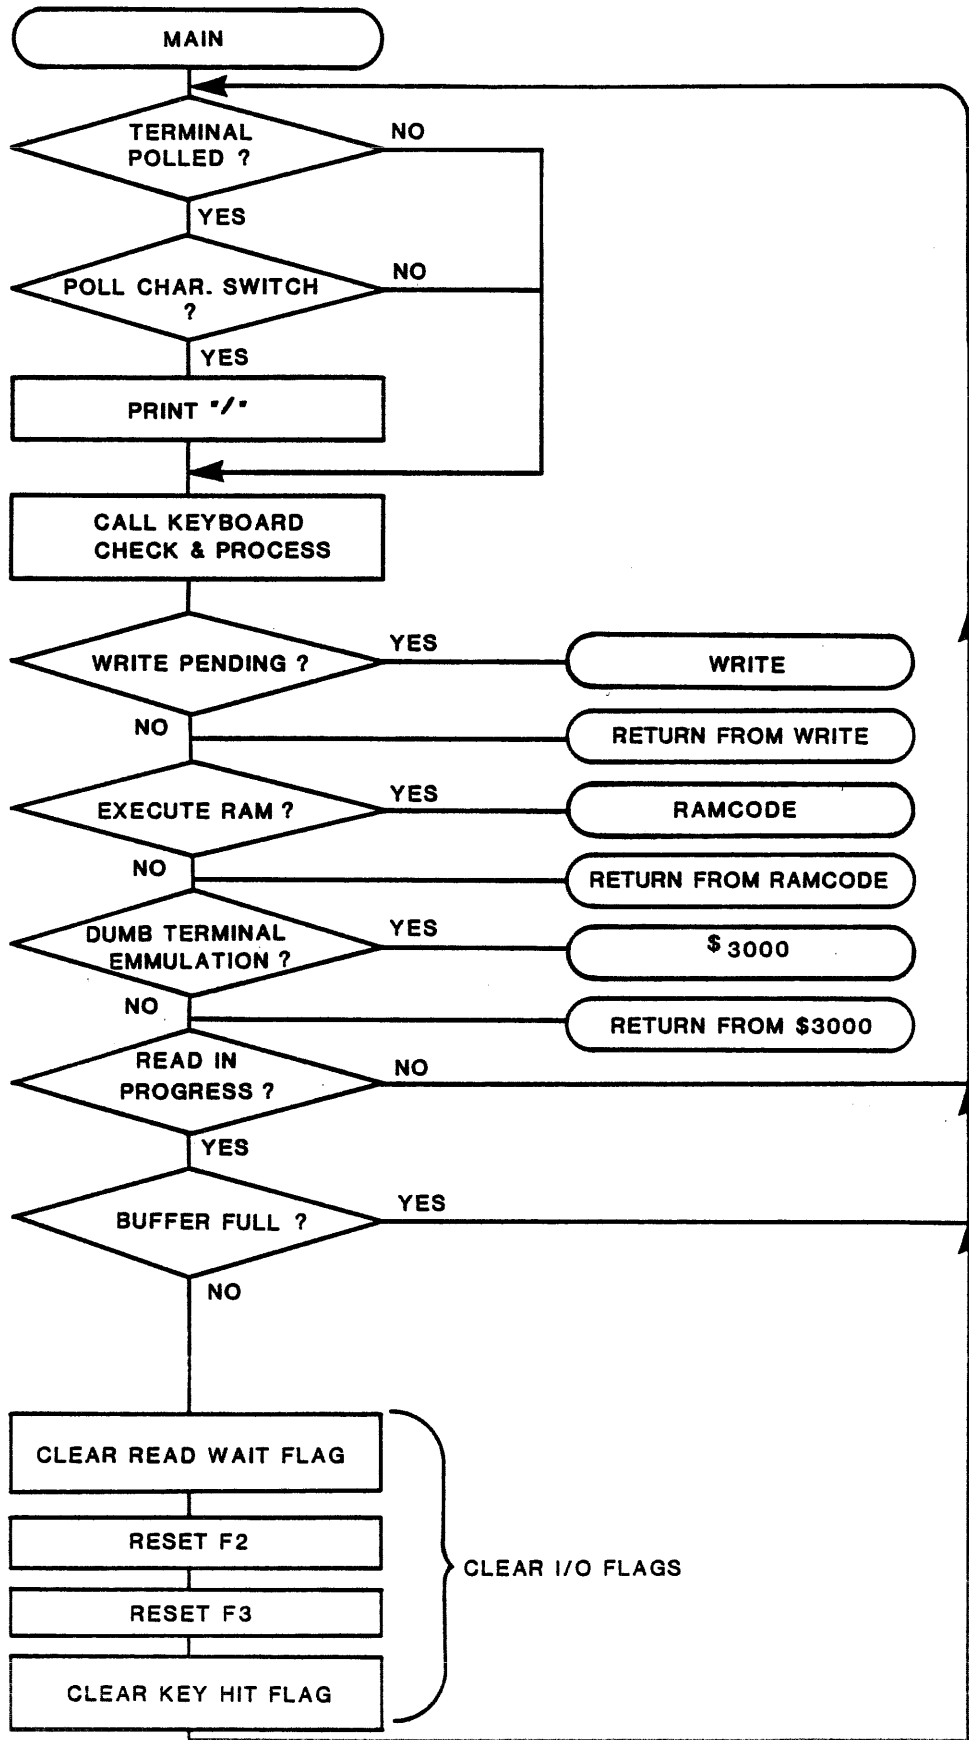 MAIN
TERMINAL
POLLED ?
NO
YES
POLL CHAR. SWITCH
?
NO
YES
PRINT "/"
CALL KEYBOARD
CHECK & PROCESS
WRITE PENDING ?
YES
WRITE
NO
RETURN FROM WRITE
EXECUTE RAM ?
YES
RAMCODE
NO
RETURN FROM RAMCODE
DUMB TERMINAL
EMMULATION ?
YES
$3000
NO
RETURN FROM $3000
READ IN
PROGRESS ?
NO
YES
BUFFER FULL ?
YES
NO
CLEAR READ WAIT FLAG
RESET F2
RESET F3
CLEAR KEY HIT FLAG
CLEAR I/O FLAGS